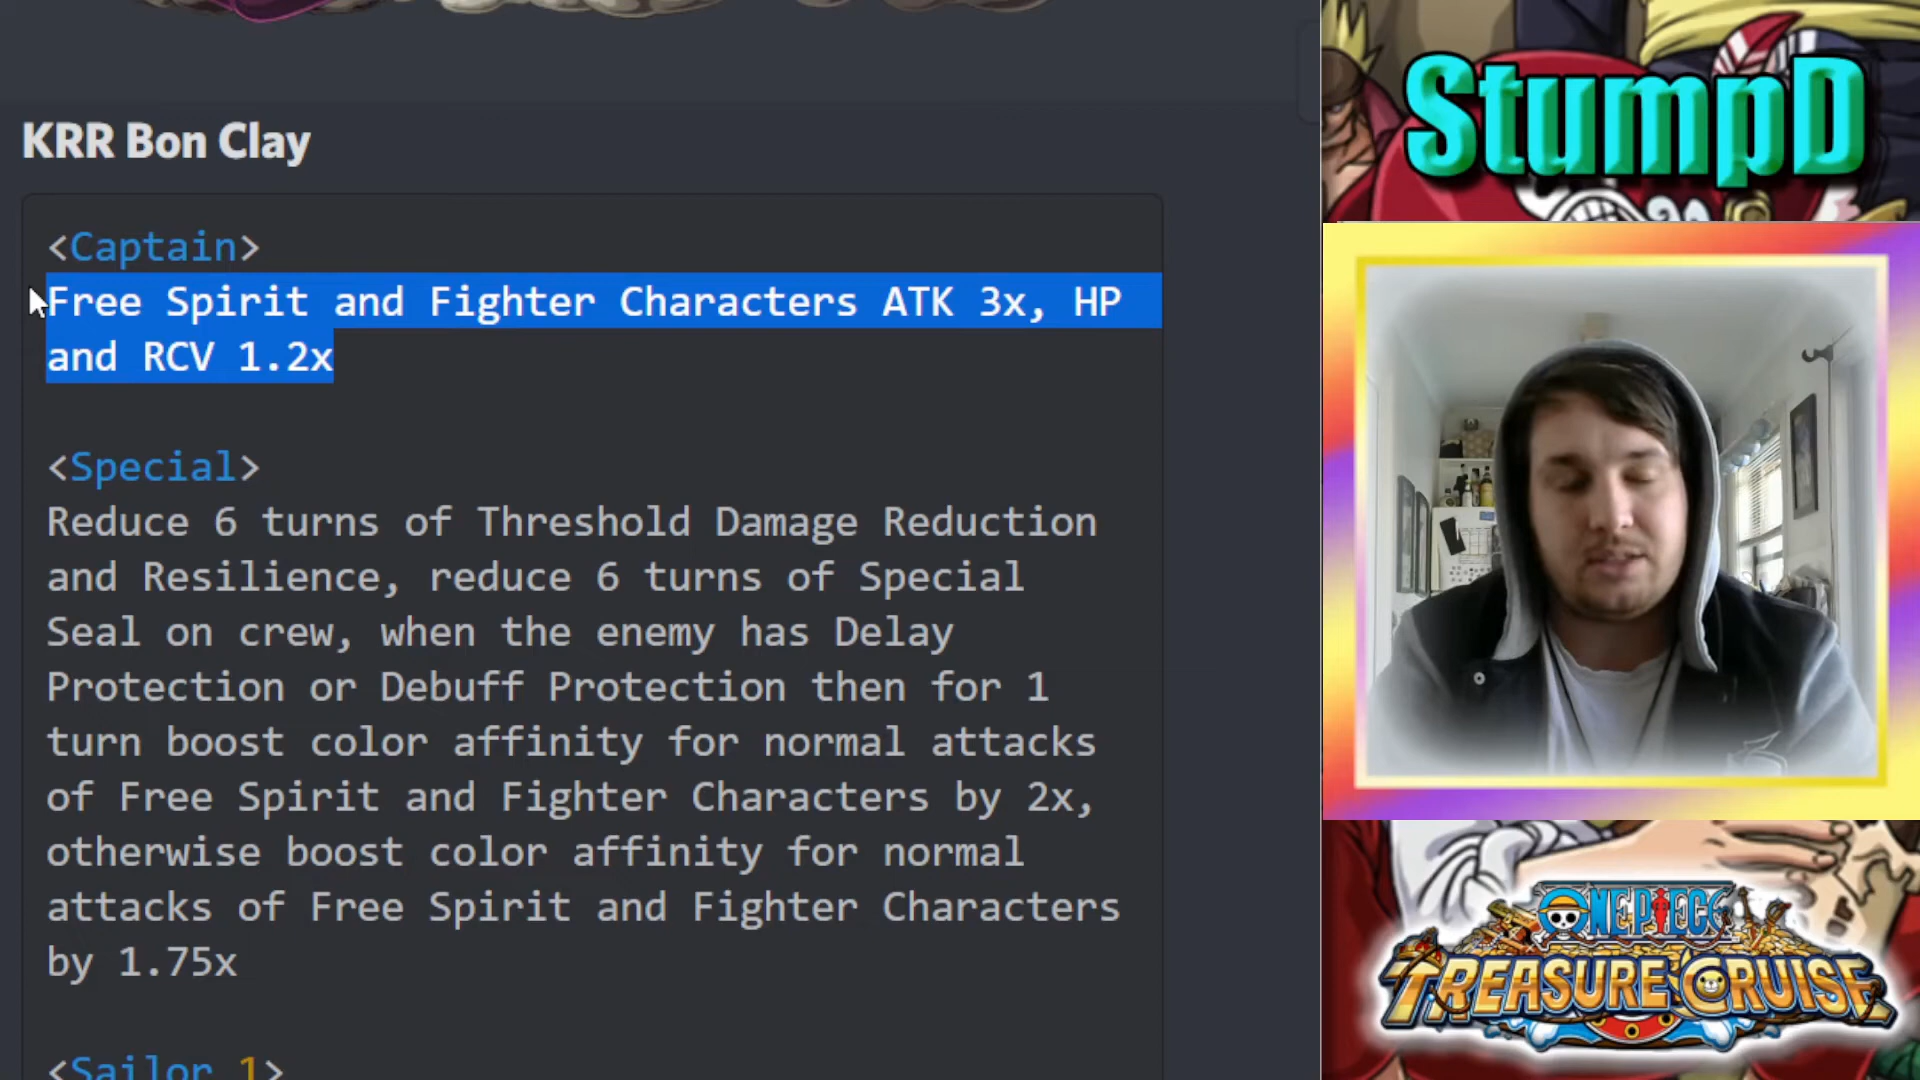 KRR Bon Clay
<Captain>
Free Spirit and Fighter Characters ATK 3x, HP
and RCV 1.2x
<Special>
Reduce 6 turns of Threshold Damage Reduction
and Resilience, reduce 6 turns of Special
Seal on crew, when the enemy has Delay
Protection or Debuff Protection then for 1
turn boost color affinity for normal attacks
of Free Spirit and Fighter Characters by 2x,
otherwise boost color affinity for normal
attacks of Free Spirit and Fighter Characters
by 1.75x
<Sailor 1>
StumpD
ONE PIECE
TREASURE CRUISE